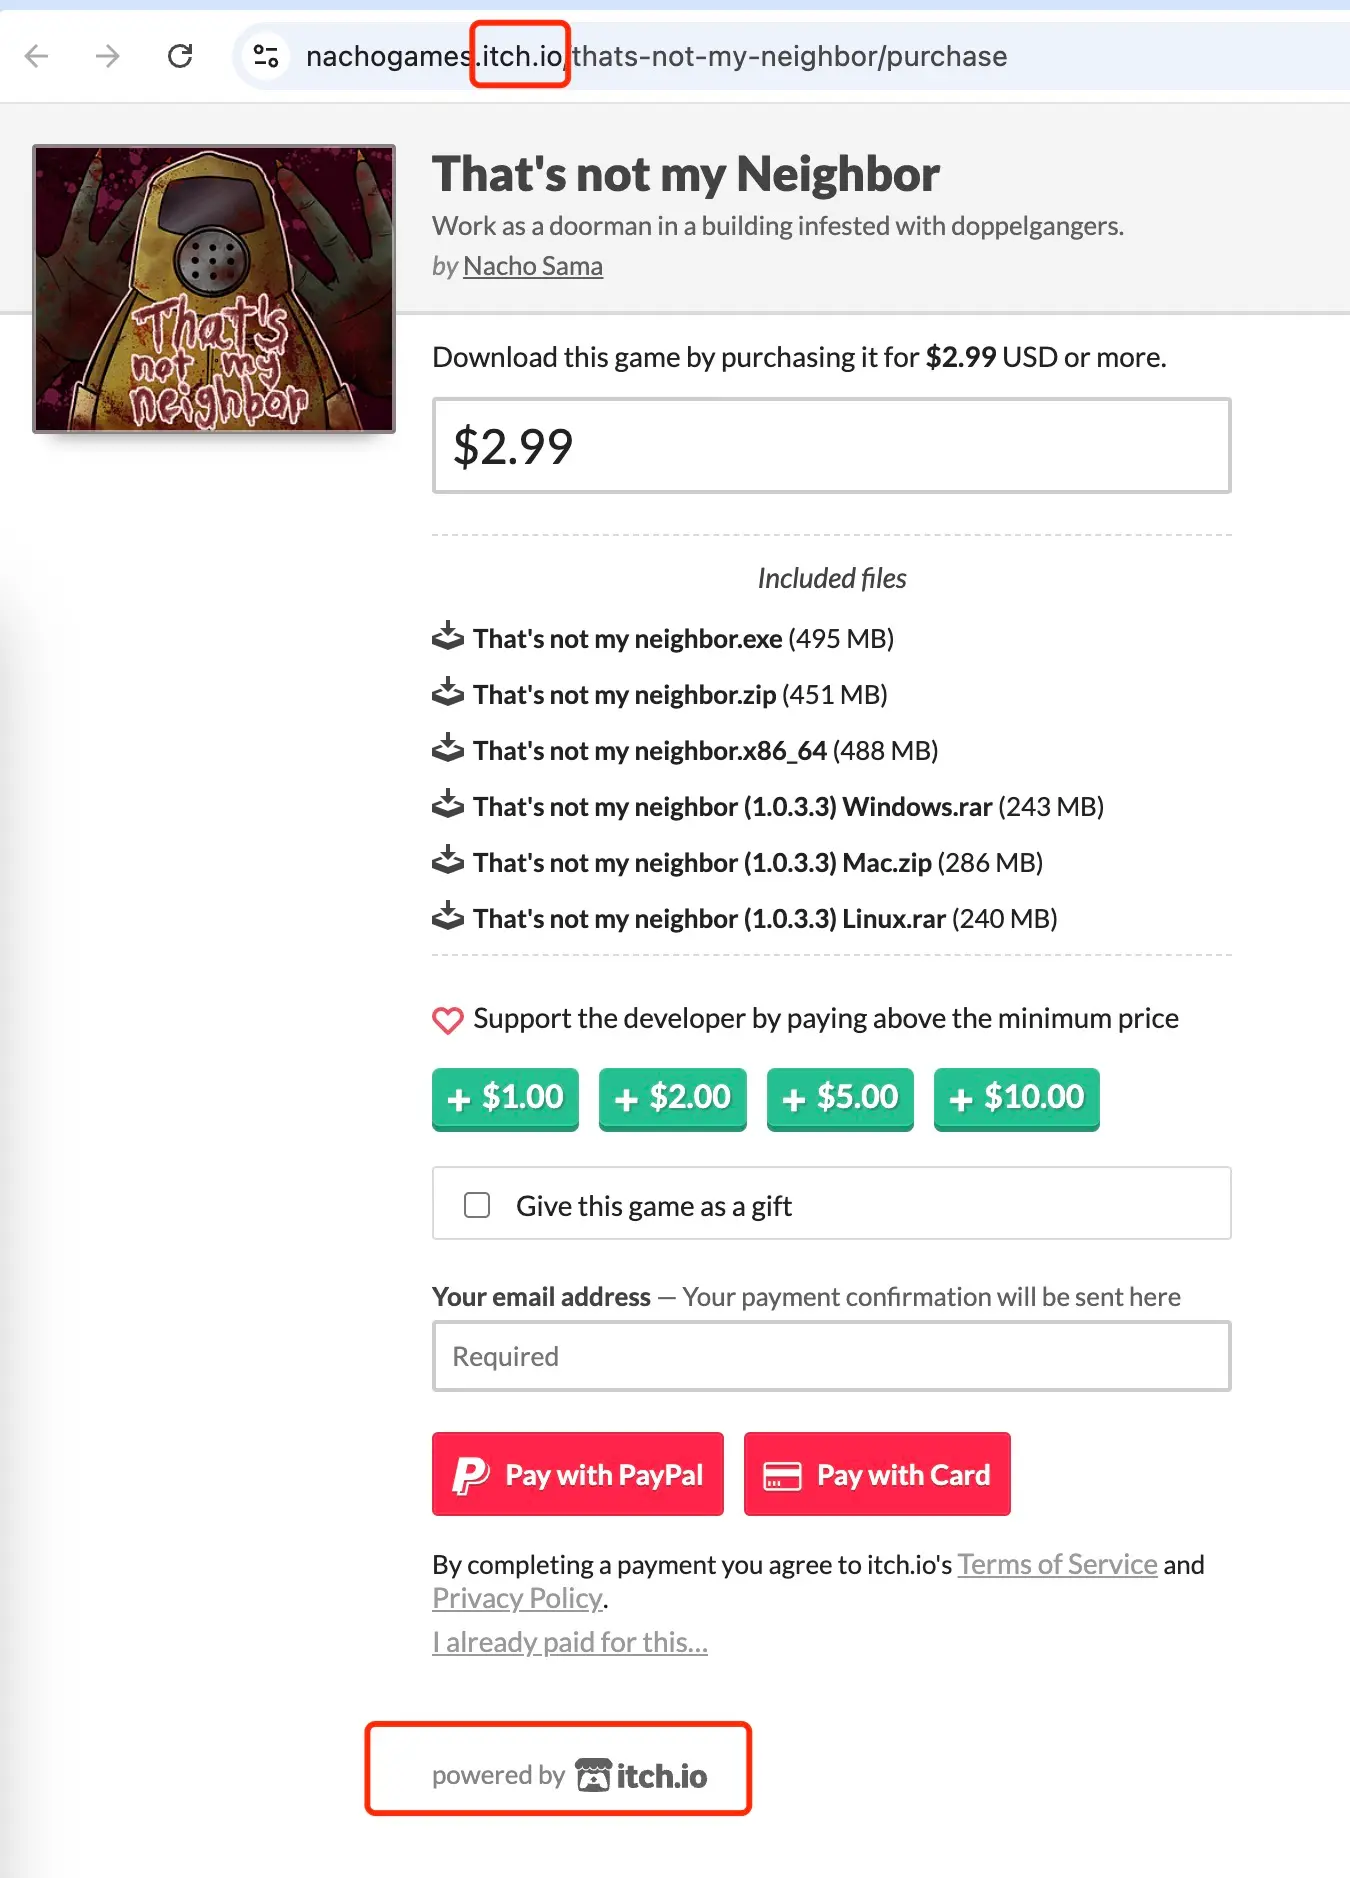 nachogames.itch.io/thats-not-my-neighbor/purchase
That's not my Neighbor
Work as a doorman in a building infested with doppelgangers.
by Nacho Sama
That's
not my
neighbor
Download this game by purchasing it for $2.99 USD or more.
$2.99
Included files
That's not my neighbor.exe (495 MB)
That's not my neighbor.zip (451 MB)
That's not my neighbor.x86_64 (488 MB)
That's not my neighbor (1.0.3.3) Windows.rar (243 MB)
That's not my neighbor (1.0.3.3) Mac.zip (286 MB)
That's not my neighbor (1.0.3.3) Linux.rar (240 MB)
Support the developer by paying above the minimum price
+ $1.00 + $2.00 + $5.00 + $10.00
Give this game as a gift
Your email address — Your payment confirmation will be sent here
Required
Pay with PayPal Pay with Card
By completing a payment you agree to itch.io's Terms of Service and
Privacy Policy.
I already paid for this...
powered by itch.io